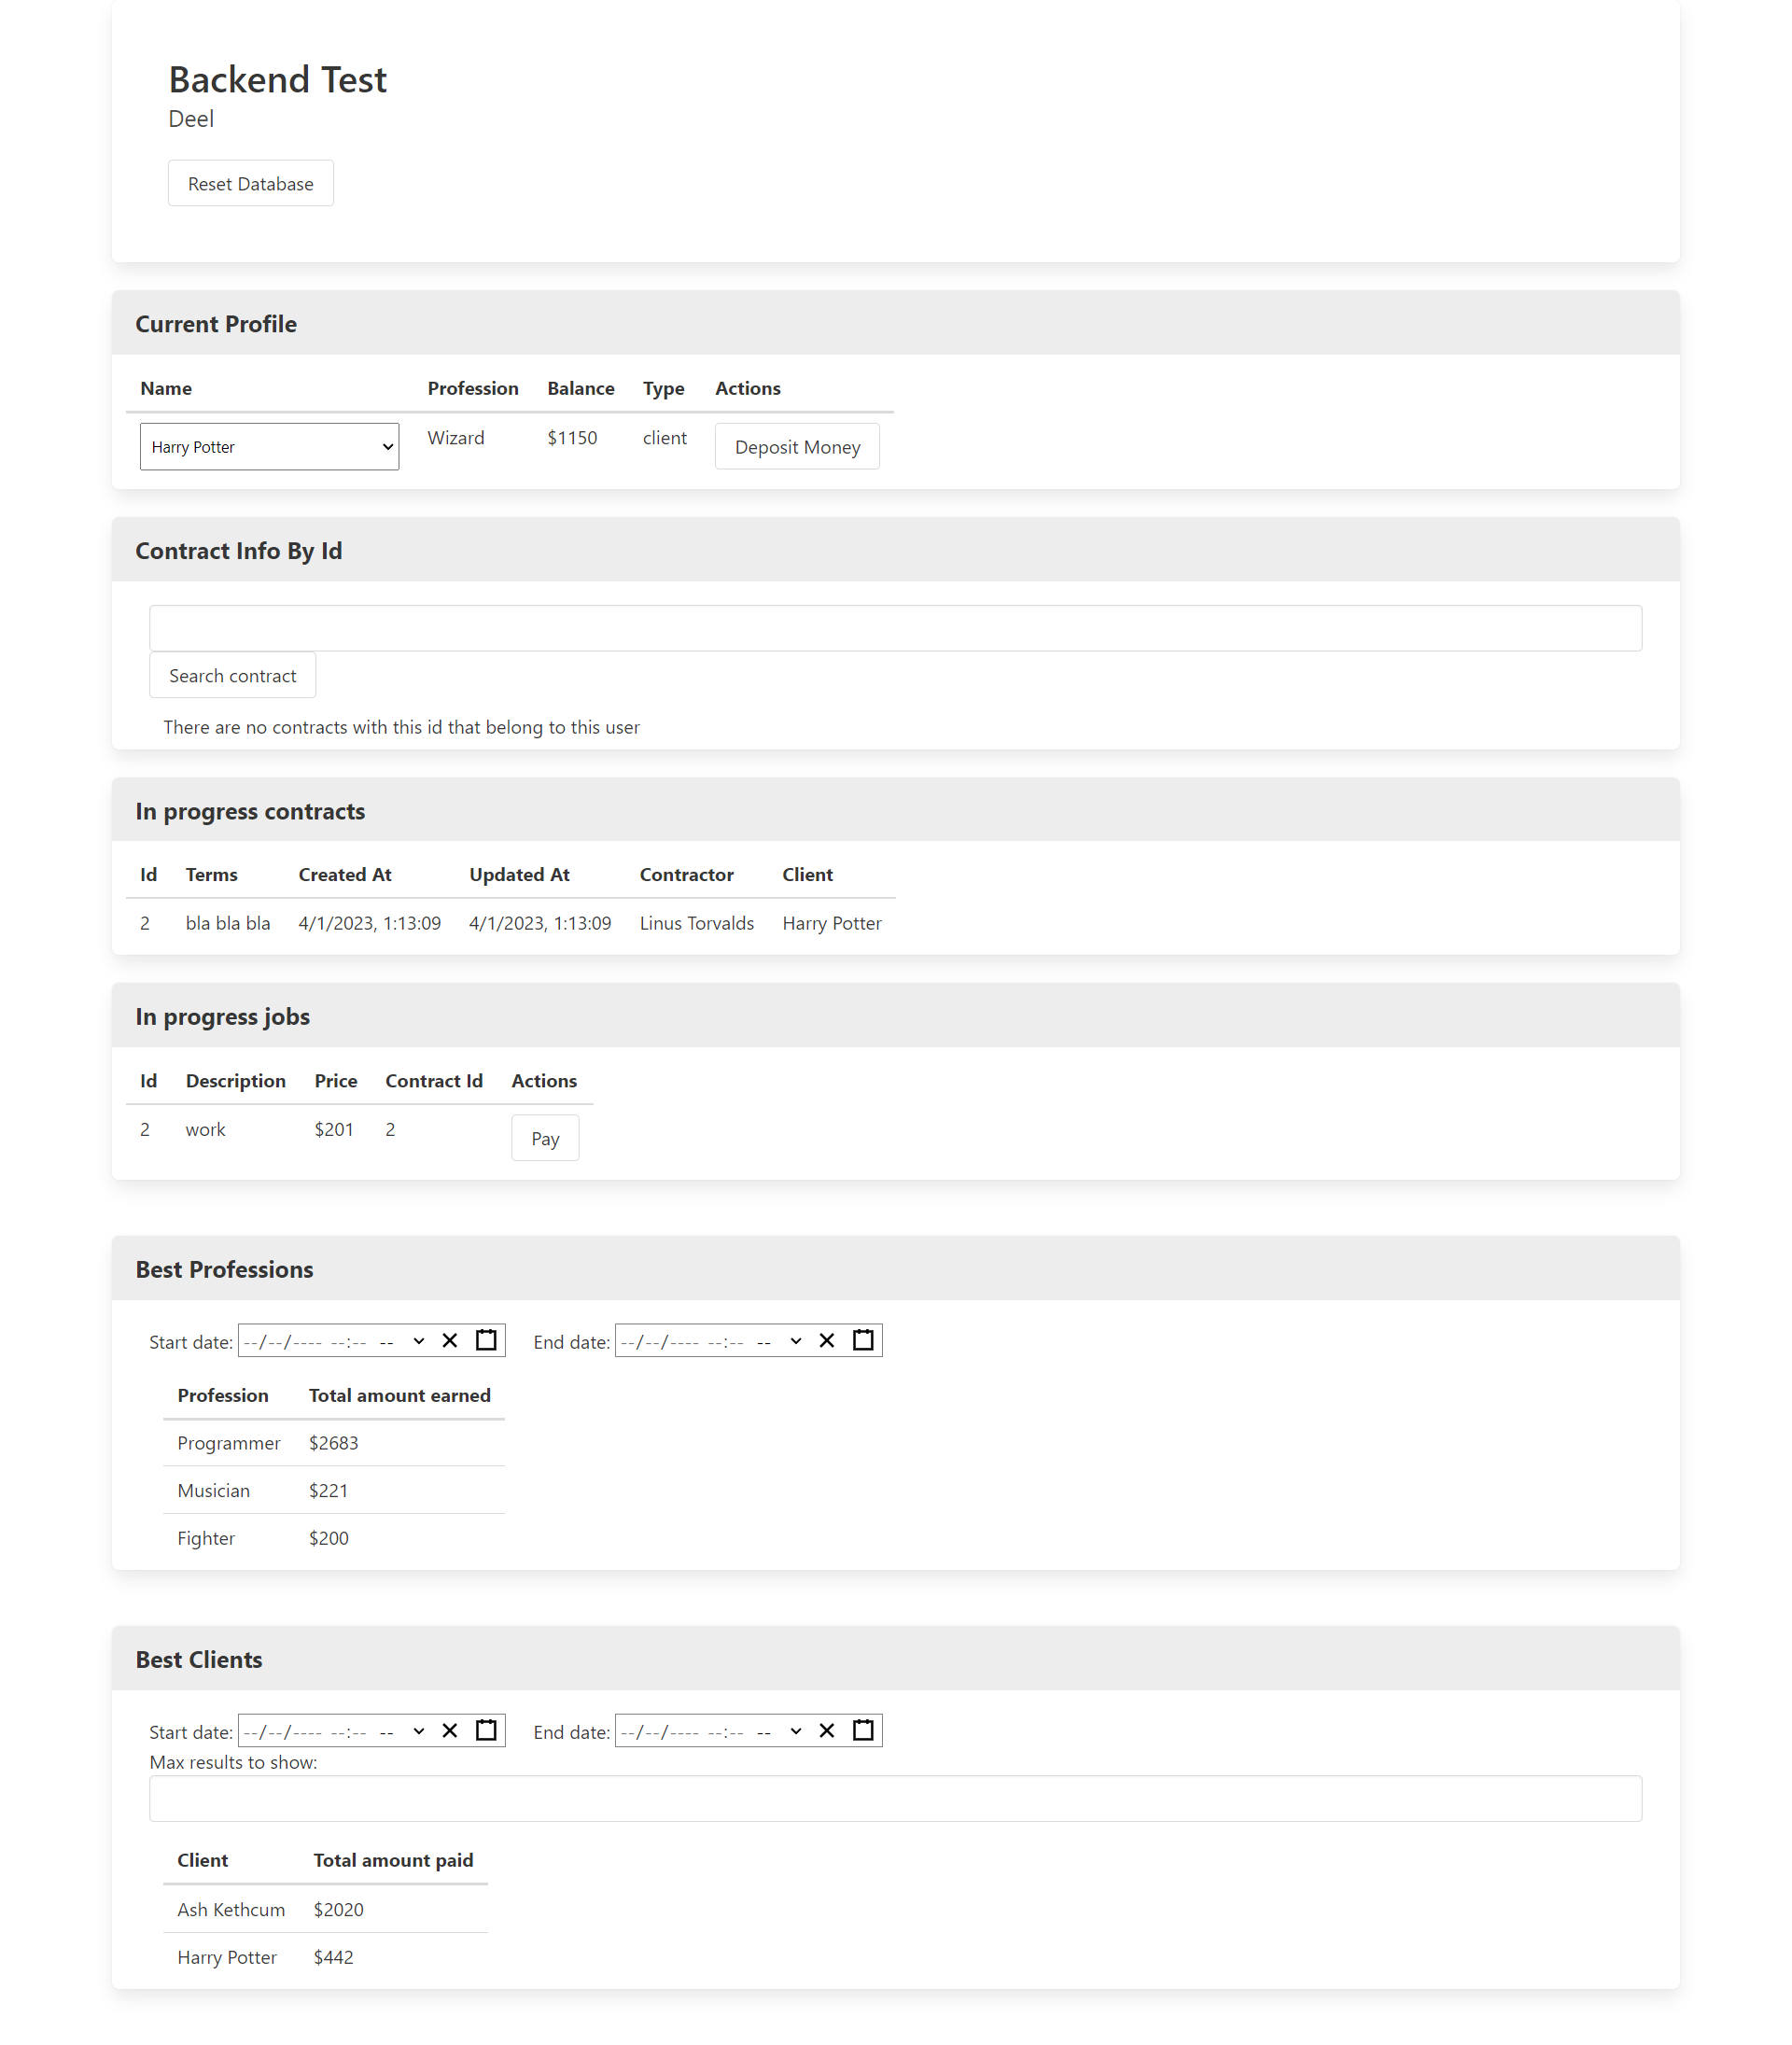 Backend Test
Deel
Reset Database
Current Profile
Name Profession Balance Type Actions
Harry Potter Wizard $1150 client Deposit Money
Contract Info By Id
Search contract
There are no contracts with this id that belong to this user
In progress contracts
Id Terms Created At Updated At Contractor Client
2 bla bla bla 4/1/2023, 1:13:09 4/1/2023, 1:13:09 Linus Torvalds Harry Potter
In progress jobs
Id Description Price Contract Id Actions
2 work $201 2 Pay
Best Professions
Start date: --/--/---- --:-- -- End date: --/--/---- --:-- --
Profession Total amount earned
Programmer $2683
Musician $221
Fighter $200
Best Clients
Start date: --/--/---- --:-- -- End date: --/--/---- --:-- --
Max results to show:
Client Total amount paid
Ash Kethcum $2020
Harry Potter $442